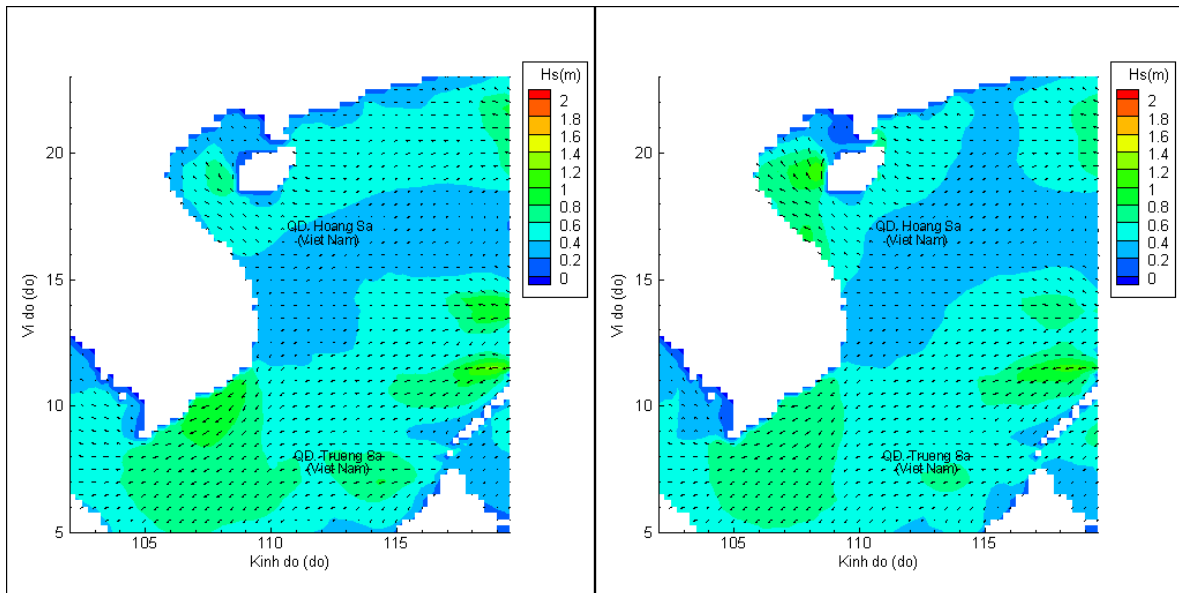 Hs(m)
2
1.8
1.6
1.4
1.2
1
0.8
0.6
0.4
0.2
0
20
15
10
5
Vi do (do)
QD. Hoang Sa
(Viet Nam)
QD. Truong Sa
(Viet Nam)
105
110
115
Kinh do (do)
Hs(m)
2
1.8
1.6
1.4
1.2
1
0.8
0.6
0.4
0.2
0
20
15
10
5
Vi do (do)
QD. Hoang Sa
(Viet Nam)
QD. Truong Sa
(Viet Nam)
105
110
115
Kinh do (do)